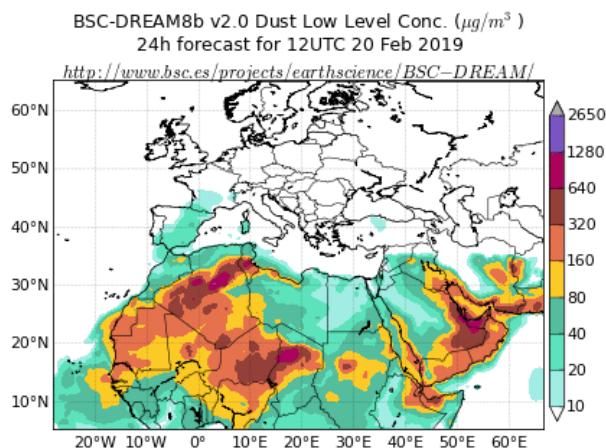 BSC-DREAM8b v2.0 Dust Low Level Conc. (μg/m³ )
24h forecast for 12UTC 20 Feb 2019
http://www.bsc.es/projects/earthscience/BSC−DREAM/
60°N
50°N
40°N
30°N
20°N
10°N
20°W 10°W 0° 10°E 20°E 30°E 40°E 50°E 60°E
2650
1280
640
320
160
80
40
20
10